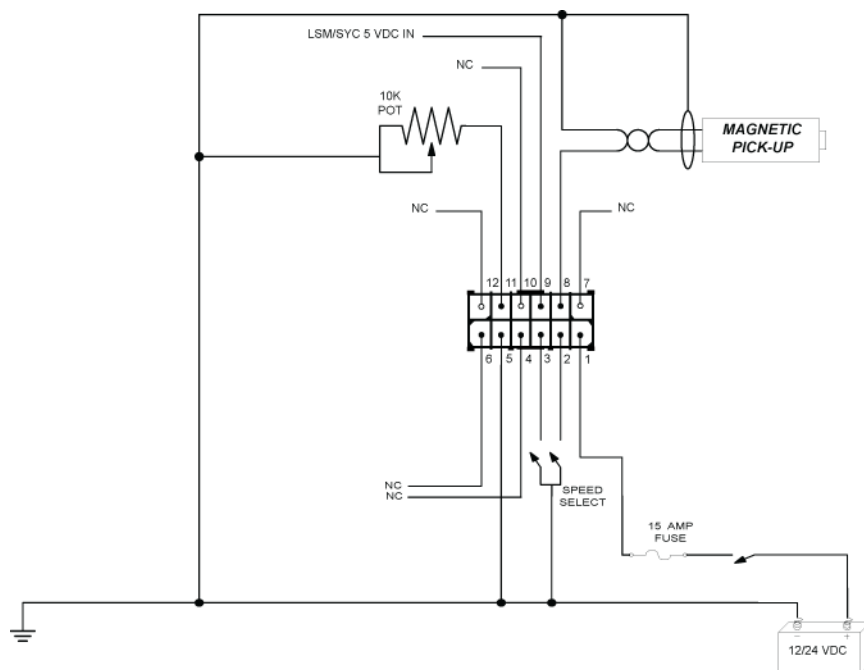 LSM/SYC 5 VDC IN
NC
10K
POT
MAGNETIC
PICK-UP
NC
NC
12 11 10 9 8 7
6 5 4 3 2 1
NC
NC
SPEED
SELECT
15 AMP
FUSE
- +
12/24 VDC